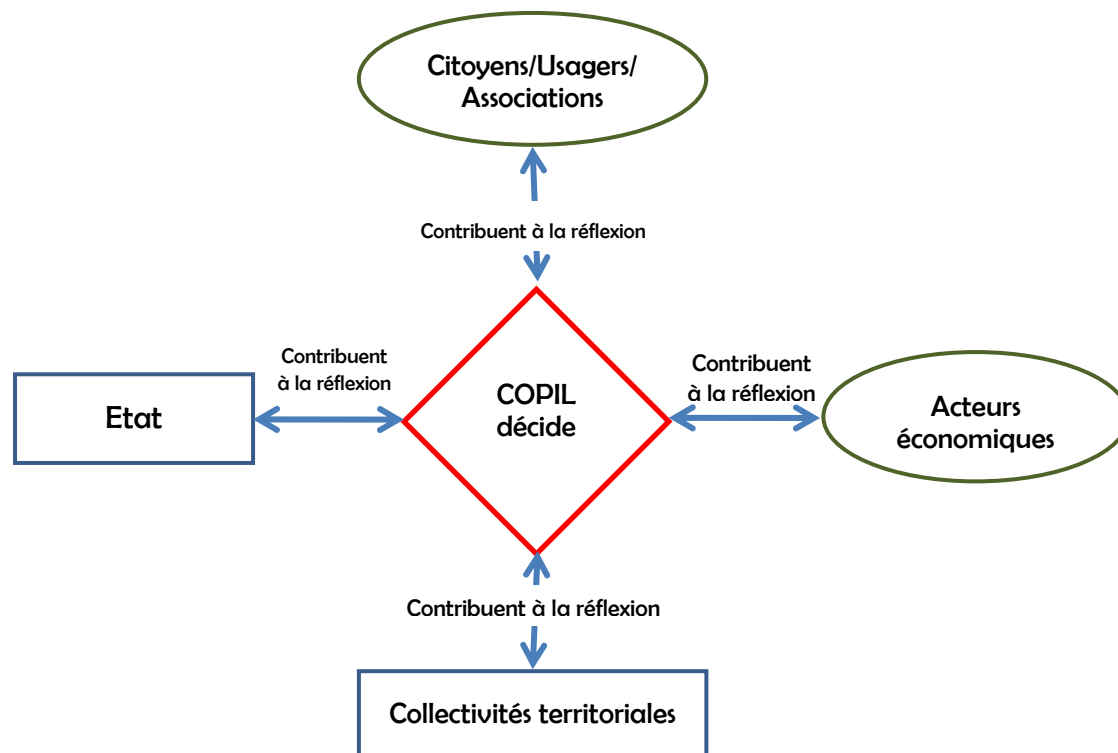 Citoyens/Usagers/
Associations
Contribuent à la réflexion
Contribuent
à la réflexion
Etat
COPIL
décide
Contribuent
à la réflexion
Acteurs
économiques
Contribuent à la réflexion
Collectivités territoriales